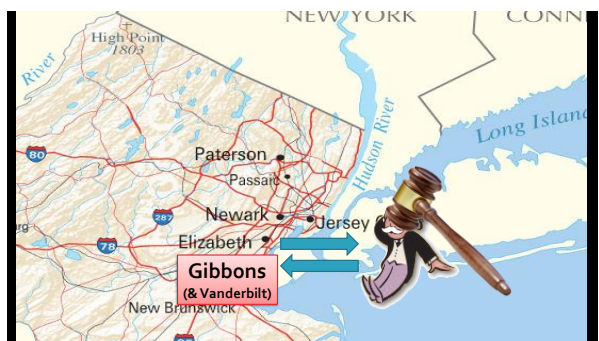 NEW YORK
CONN
High Point
1803
River
Hudson River
Long Island
80
Paterson
Passaic
287
Newark
Jersey
78
Elizabeth
Gibbons
(& Vanderbilt)
New Brunswick